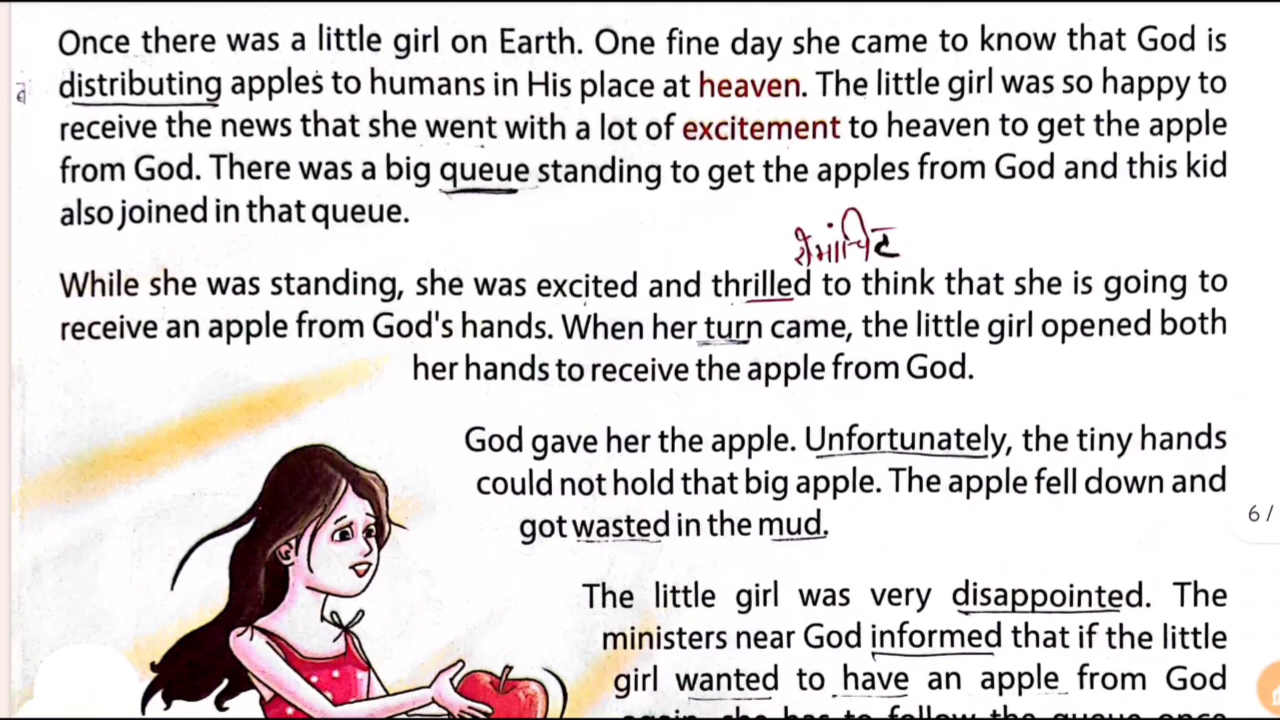 Once there was a little girl on Earth. One fine day she came to know that God is
distributing apples to humans in His place at heaven. The little girl was so happy to
receive the news that she went with a lot of excitement to heaven to get the apple
from God. There was a big queue standing to get the apples from God and this kid
also joined in that queue.
While she was standing, she was excited and thrilled to think that she is going to
receive an apple from God's hands. When her turn came, the little girl opened both
her hands to receive the apple from God.
God gave her the apple. Unfortunately, the tiny hands
could not hold that big apple. The apple fell down and
got wasted in the mud.
6 /
The little girl was very disappointed. The
ministers near God informed that if the little
girl wanted to have an apple from God
again, she has to follow the queue once